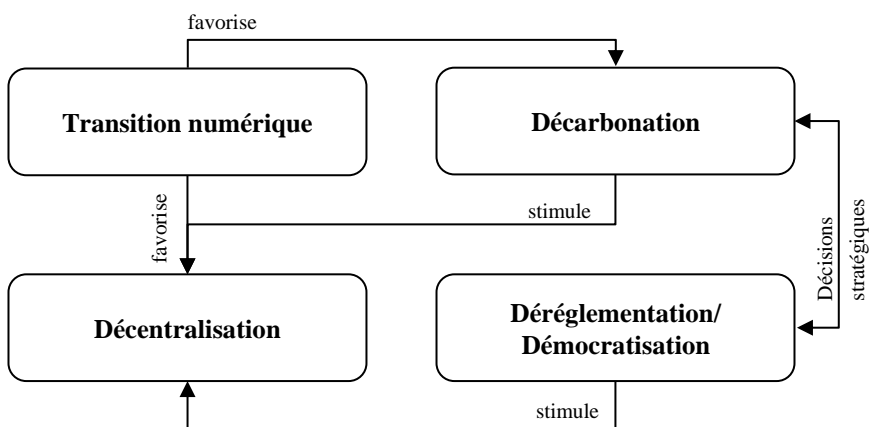 favorise
Transition numérique
Décarbonation
favorise
stimule
Décisions
stratégiques
Décentralisation
Déréglementation/
Démocratisation
stimule